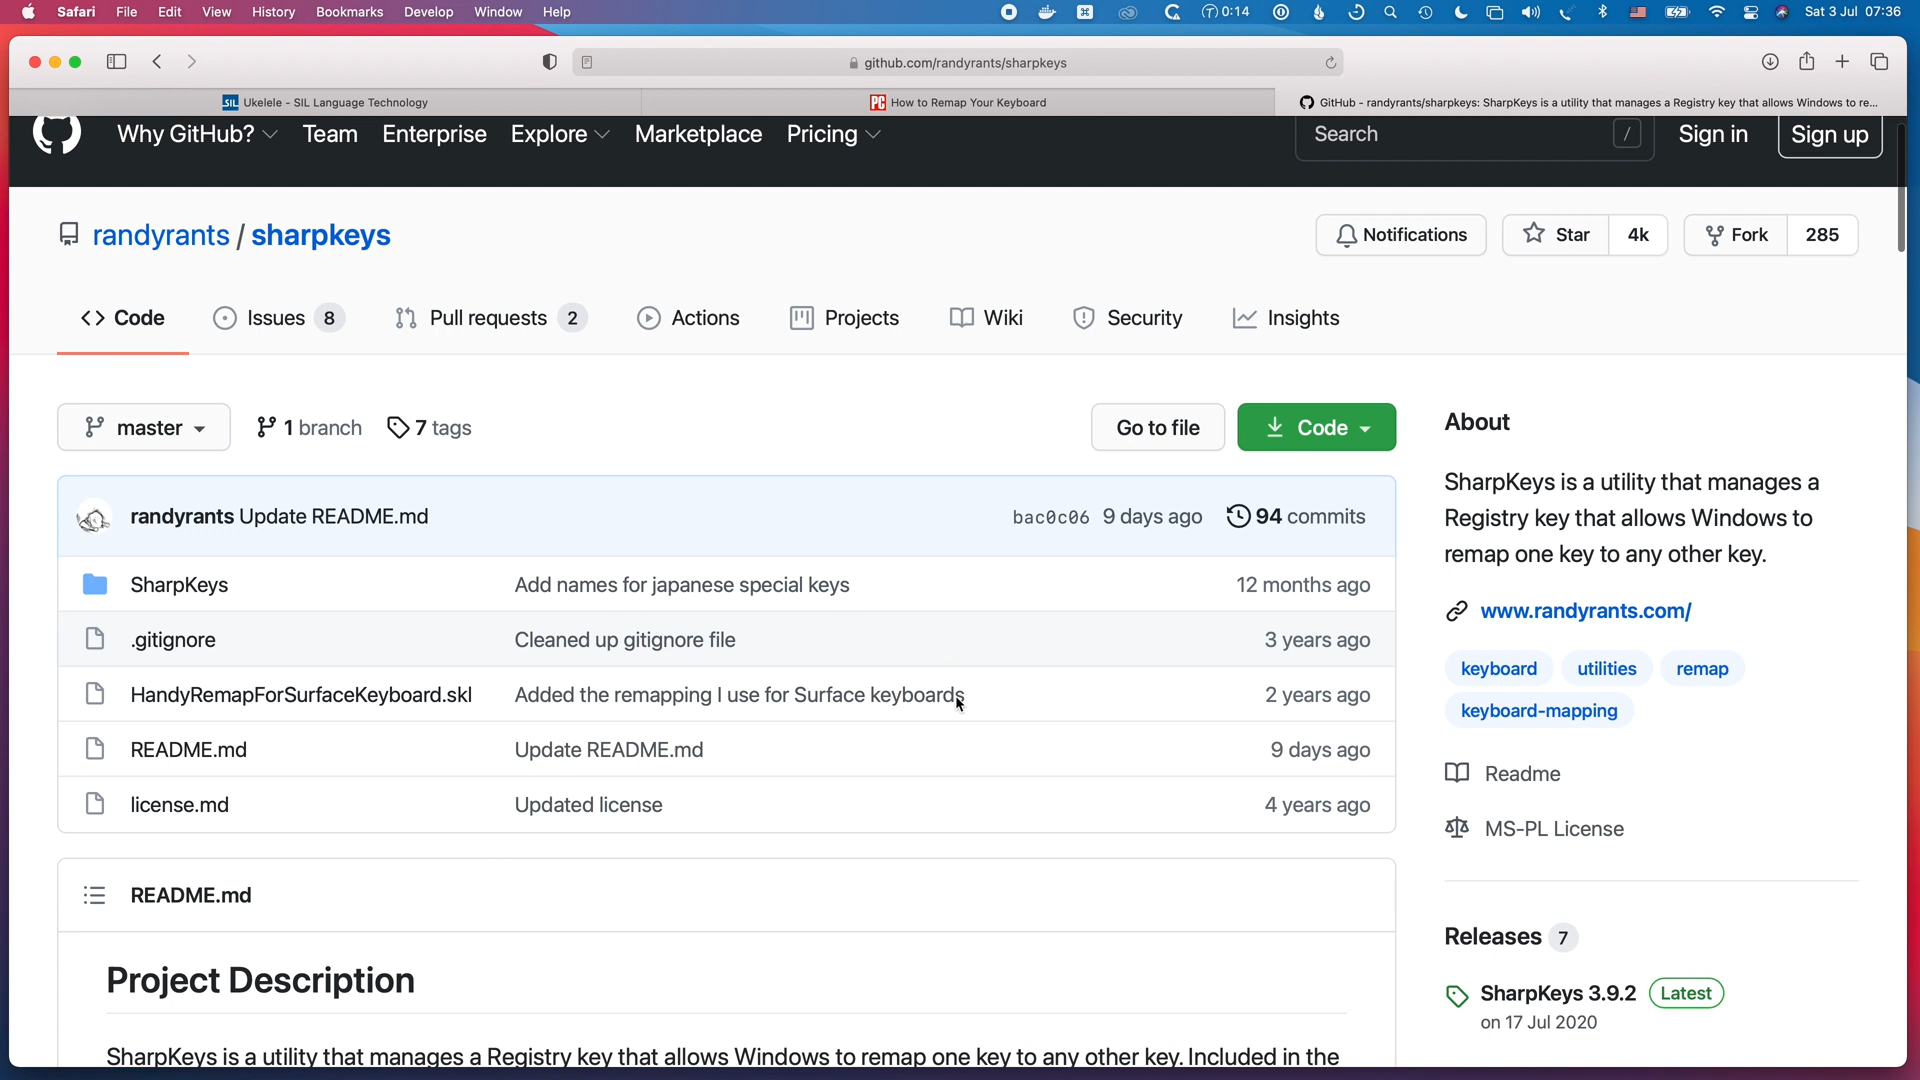 Safari File Edit View History Bookmarks Develop Window Help 0:14 Sat 3 Jul 07:36
github.com/randyrants/sharpkeys
SIL Ukelele - SIL Language Technology
PC How to Remap Your Keyboard
GitHub - randyrants/sharpkeys: SharpKeys is a utility that manages a Registry key that allows Windows to re...
Why GitHub? Team Enterprise Explore Marketplace Pricing Search / Sign in Sign up
randyrants / sharpkeys
Notifications Star 4k Fork 285
Code Issues 8 Pull requests 2 Actions Projects Wiki Security Insights
master 1 branch 7 tags Go to file Code
randyrants Update README.md bac0c06 9 days ago 94 commits
SharpKeys Add names for japanese special keys 12 months ago
.gitignore Cleaned up gitignore file 3 years ago
HandyRemapForSurfaceKeyboard.skl Added the remapping I use for Surface keyboards 2 years ago
README.md Update README.md 9 days ago
license.md Updated license 4 years ago
README.md
Project Description
SharpKeys is a utility that manages a Registry key that allows Windows to remap one key to any other key. Included in the
About
SharpKeys is a utility that manages a
Registry key that allows Windows to
remap one key to any other key.
www.randyrants.com/
keyboard utilities remap
keyboard-mapping
Readme
MS-PL License
Releases 7
SharpKeys 3.9.2 Latest
on 17 Jul 2020